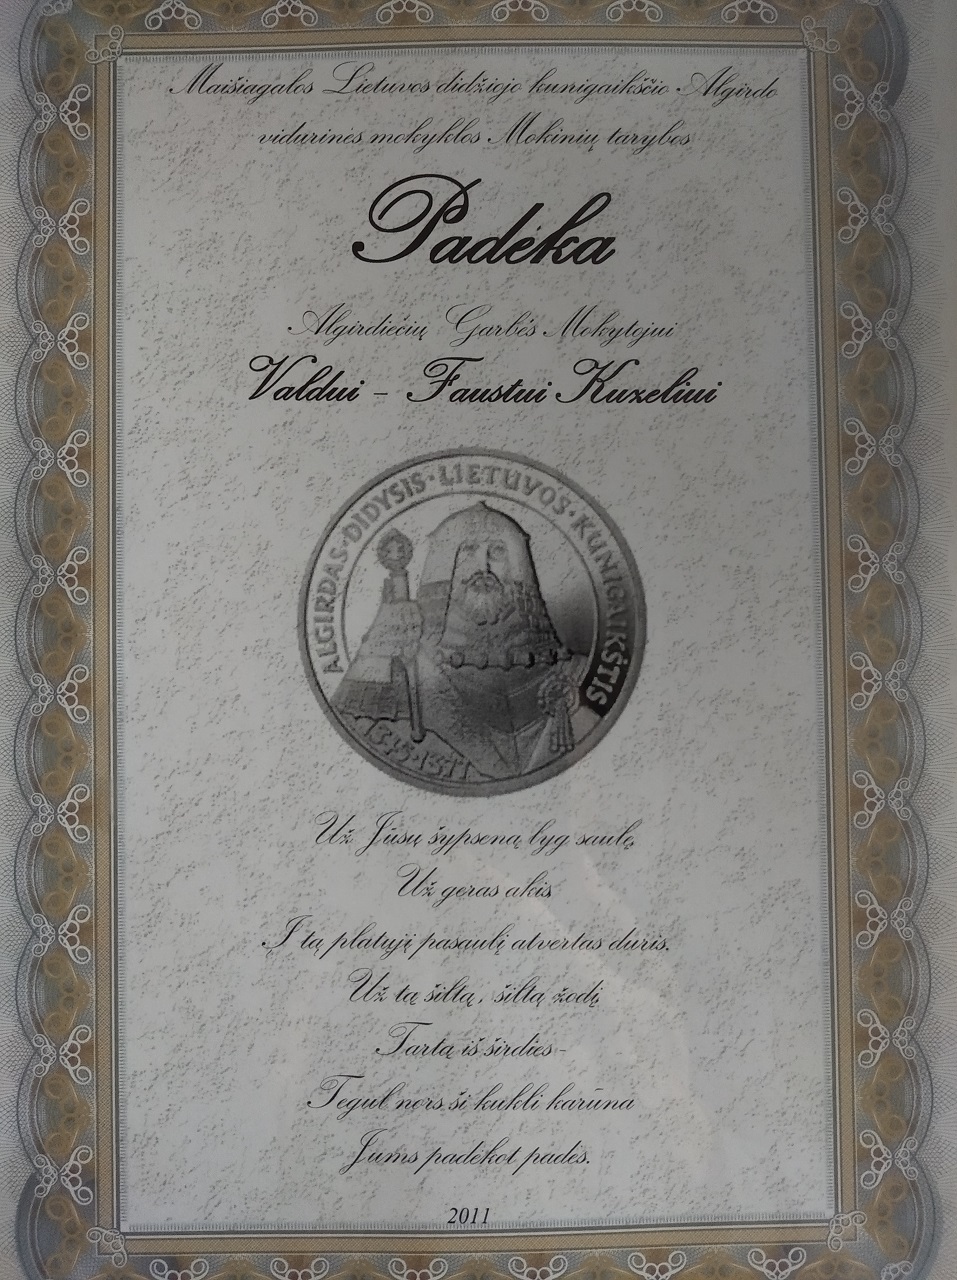 Maišiagalos Lietuvos didžiojo kunigaikščio Algirdo
vidurinės mokyklos Mokinių tarybos
Padėka
Algirdiečių Garbės Mokytojui
Valdui - Faustui Kuzeliui
ALGIRDAS·DIDYSIS·LIETUVOS·KUNIGAIKŠTIS
1345·1377
Už Jūsų šypseną lyg saulę,
Už geras akis
Į tą platųjį pasaulį atvertas duris.
Už tą šiltą, šiltą žodį,
Tartą iš širdies-
Tegul nors ši kukli karūna
Jums padėkot padės.
2011